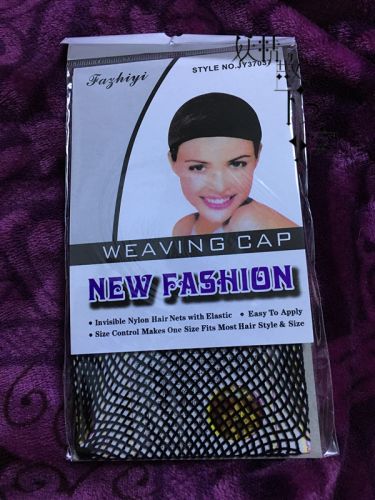 Fazhiyi
STYLE NO.JY3703
WEAVING CAP
NEW FASHION
• Invisible Nylon Hair Nets with Elastic • Easy To Apply
• Size Control Makes One Size Fits Most Hair Style & Size